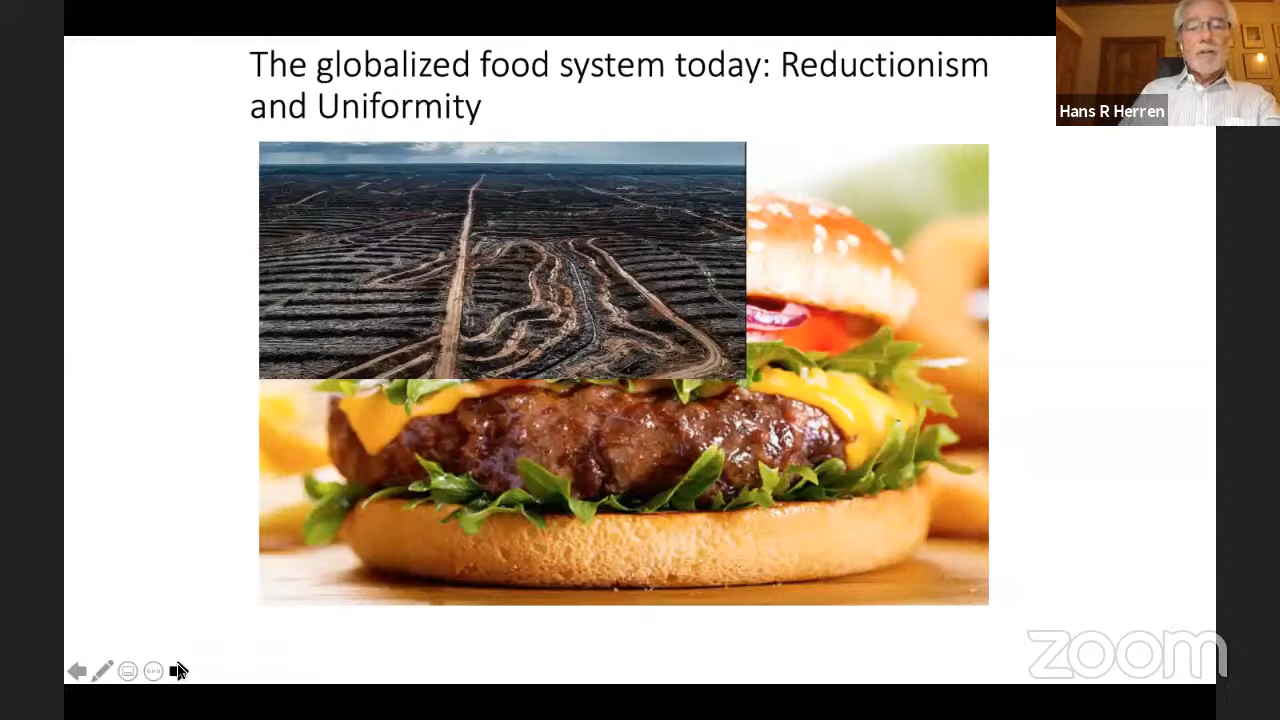 The globalized food system today: Reductionism
and Uniformity
Hans R Herren
zoom